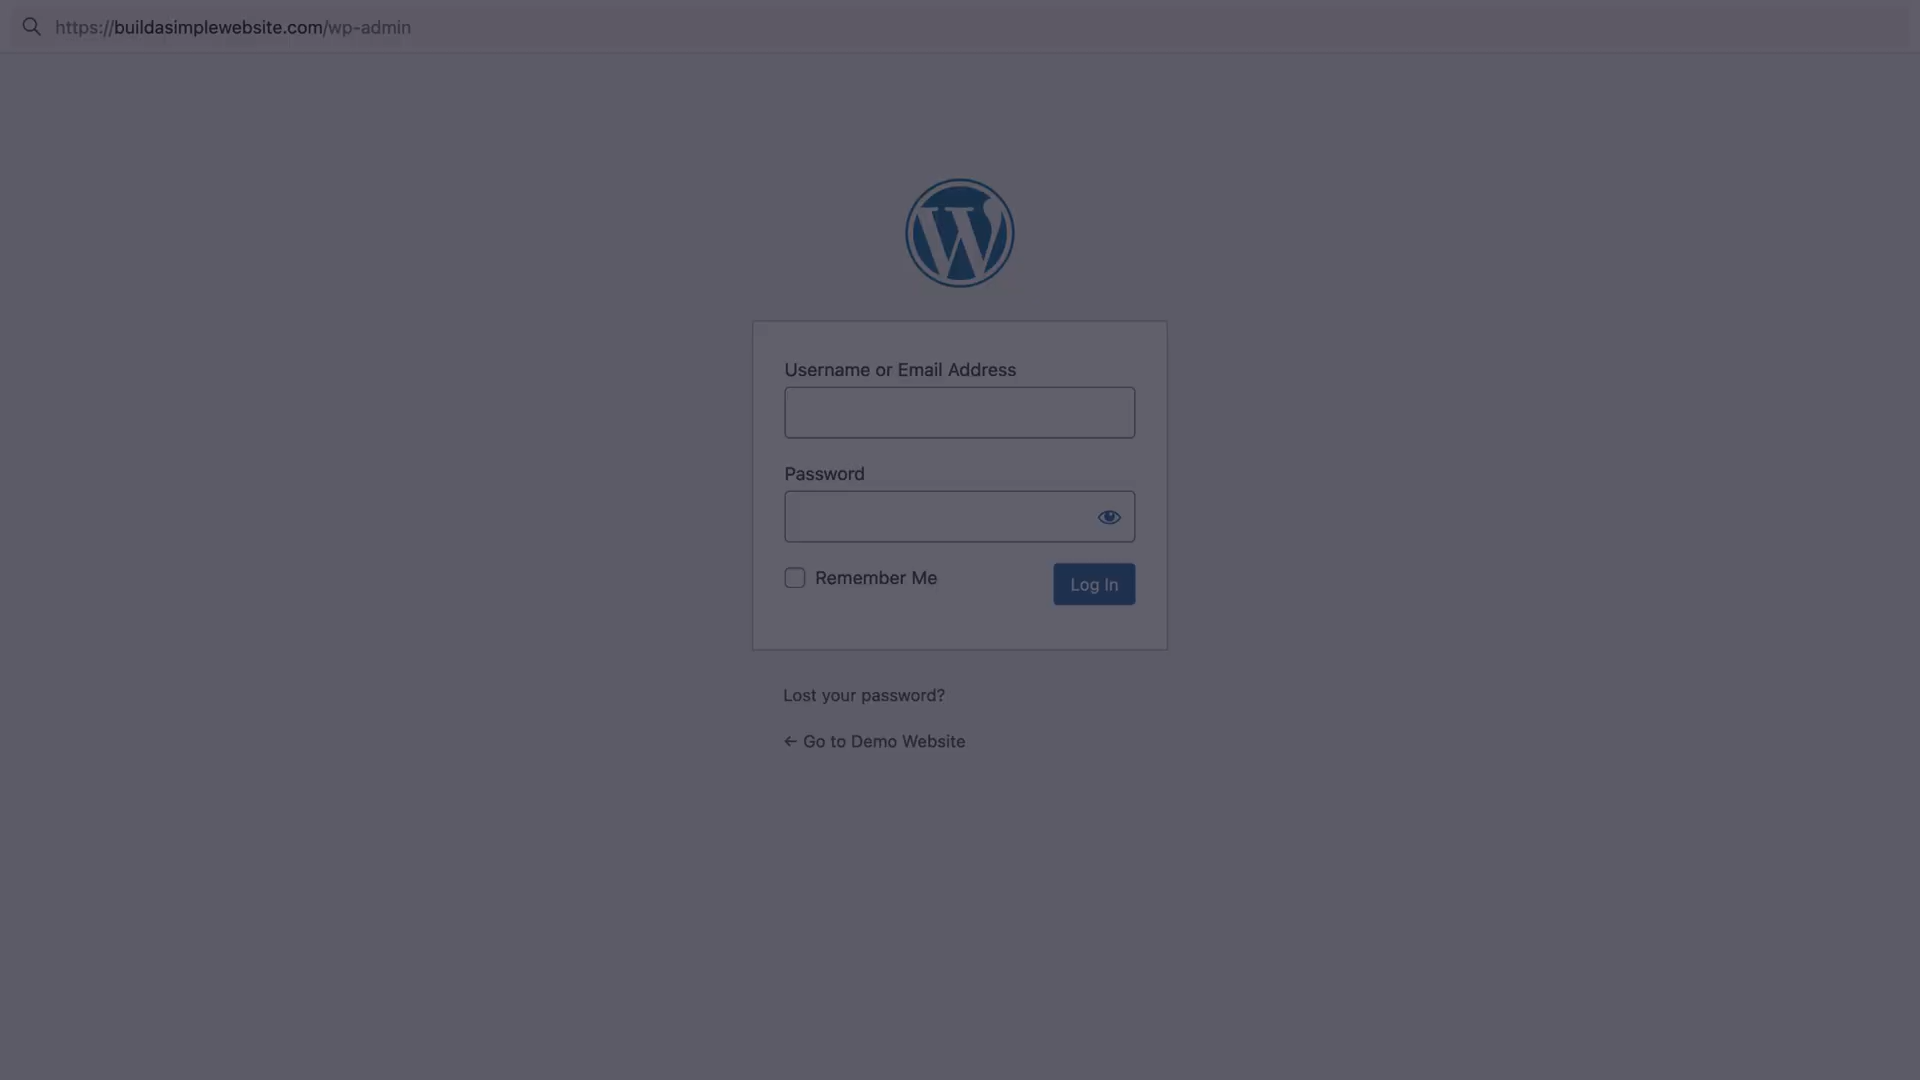 https://buildasimplewebsite.com/wp-admin
W
Username or Email Address
Password
Remember Me
Log In
Lost your password?
← Go to Demo Website